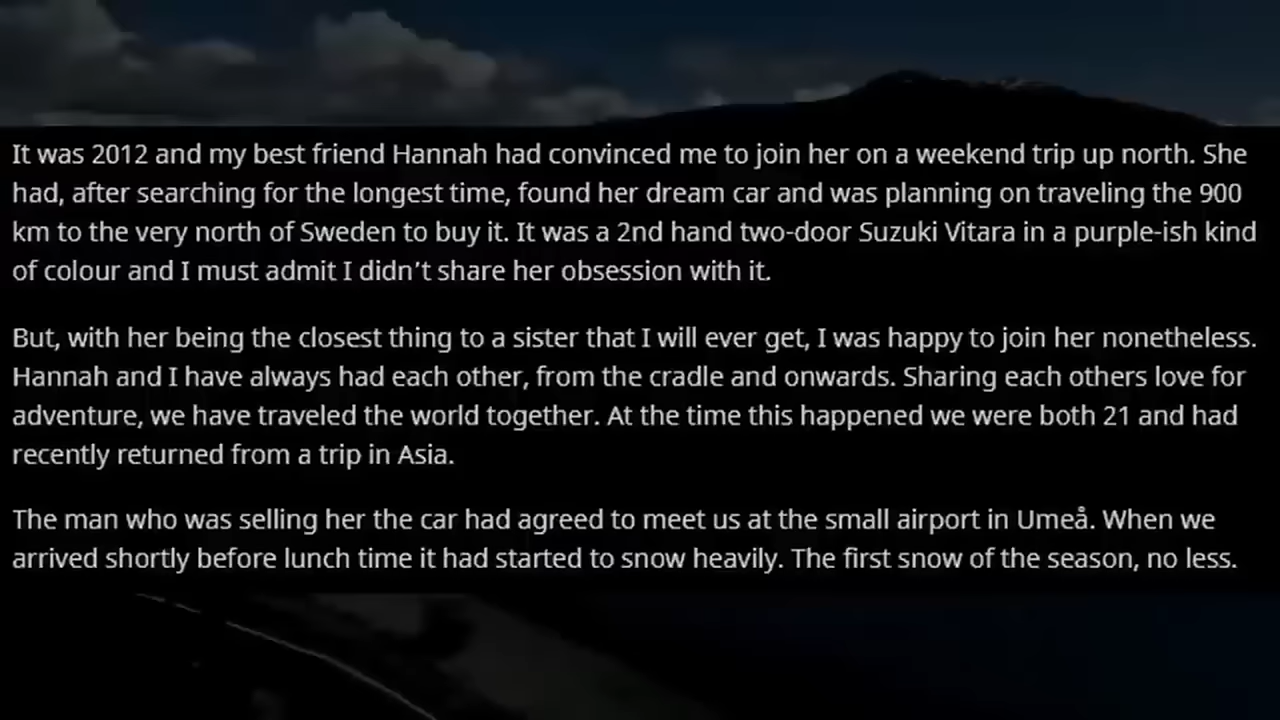 It was 2012 and my best friend Hannah had convinced me to join her on a weekend trip up north. She
had, after searching for the longest time, found her dream car and was planning on traveling the 900
km to the very north of Sweden to buy it. It was a 2nd hand two-door Suzuki Vitara in a purple-ish kind
of colour and I must admit I didn’t share her obsession with it.
But, with her being the closest thing to a sister that I will ever get, I was happy to join her nonetheless.
Hannah and I have always had each other, from the cradle and onwards. Sharing each others love for
adventure, we have traveled the world together. At the time this happened we were both 21 and had
recently returned from a trip in Asia.
The man who was selling her the car had agreed to meet us at the small airport in Umeå. When we
arrived shortly before lunch time it had started to snow heavily. The first snow of the season, no less.